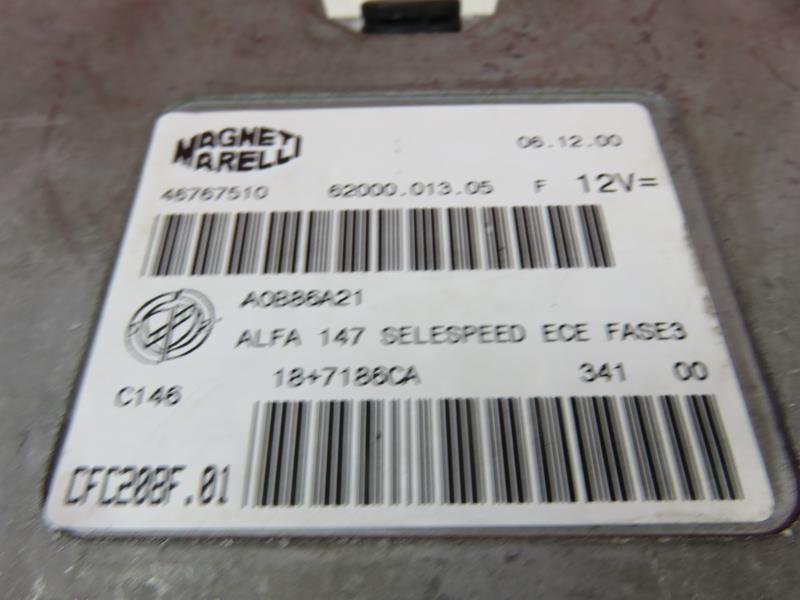 MAGNETI MARELLI 06.12.00
46767510 62000.013.05 F 12V=
A0B86A21
ALFA 147 SELESPEED ECE FASE3
C146 18+7186CA 341 00
CFC208F.01